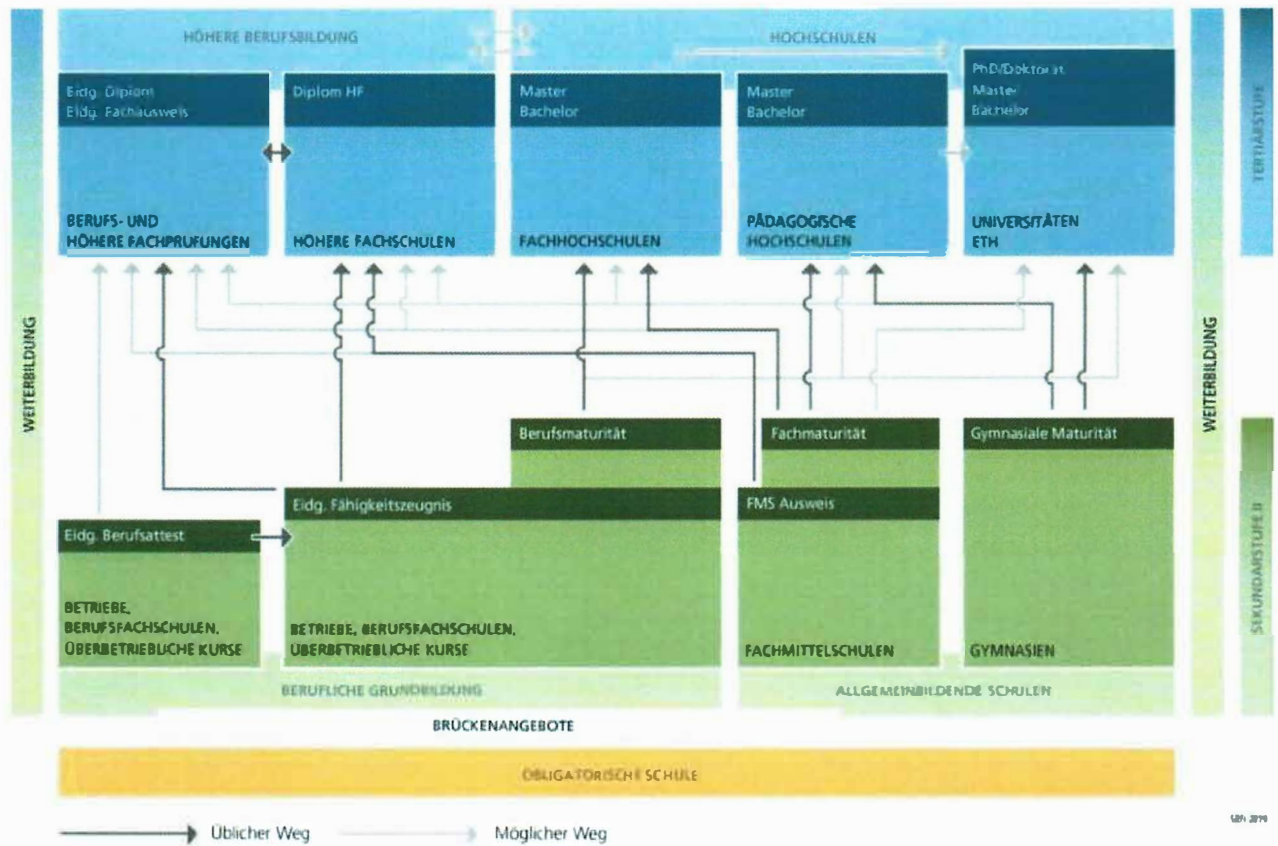 HÖHERE BERUFSBILDUNG
HOCHSCHULEN
Eidg. Diplom
Eidg. Fachausweis
Diplom HF
Master
Bachelor
Master
Bachelor
PhD/Doktorat
Master
Bachelor
BERUFS- UND
HÖHERE FACHPRÜFUNGEN
HÖHERE FACHSCHULEN
FACHHOCHSCHULEN
PÄDAGOGISCHE
HOCHSCHULEN
UNIVERSITÄTEN
ETH
TERTIÄRSTUFE
WEITERBILDUNG
WEITERBILDUNG
Berufsmaturität
Fachmaturität
Gymnasiale Maturität
Eidg. Fähigkeitszeugnis
FMS Ausweis
Eidg. Berufsattest
BETRIEBE,
BERUFSFACHSCHULEN,
ÜBERBETRIEBLICHE KURSE
BETRIEBE, BERUFSFACHSCHULEN,
ÜBERBETRIEBLICHE KURSE
FACHMITTELSCHULEN
GYMNASIEN
SEKUNDARSTUFE II
BERUFLICHE GRUNDBILDUNG
ALLGEMEINBILDENDE SCHULEN
BRÜCKENANGEBOTE
OBLIGATORISCHE SCHULE
Üblicher Weg
Möglicher Weg